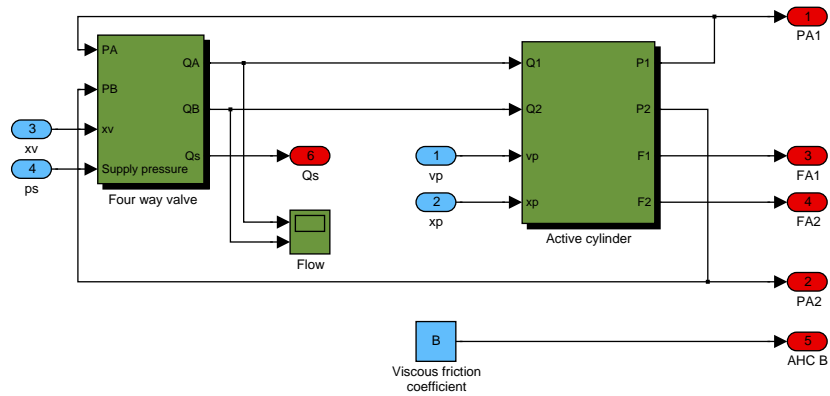 1
PA1
PA
PB
xv
Supply pressure
QA
QB
Qs
Four way valve
3
xv
4
ps
6
Qs
Flow
1
vp
2
xp
Q1
Q2
vp
xp
P1
P2
F1
F2
Active cylinder
3
FA1
4
FA2
2
PA2
B
Viscous friction
coefficient
5
AHC B